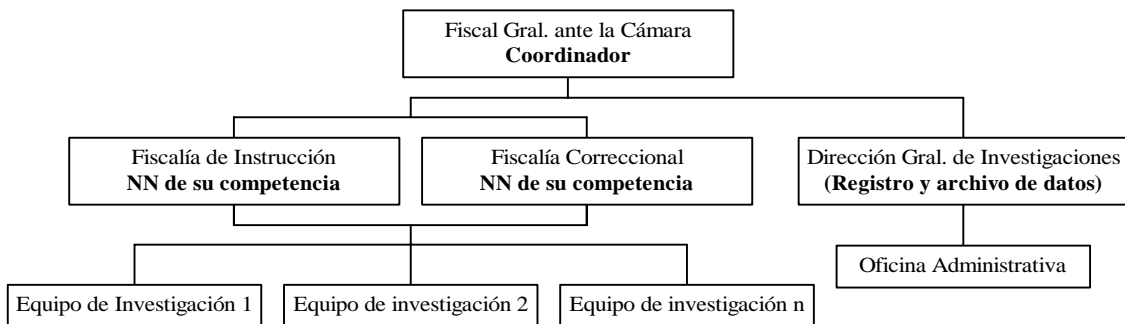 Fiscal Gral. ante la Cámara
Coordinador
Fiscalía de Instrucción
NN de su competencia
Fiscalía Correccional
NN de su competencia
Dirección Gral. de Investigaciones
(Registro y archivo de datos)
Oficina Administrativa
Equipo de Investigación 1
Equipo de investigación 2
Equipo de investigación n